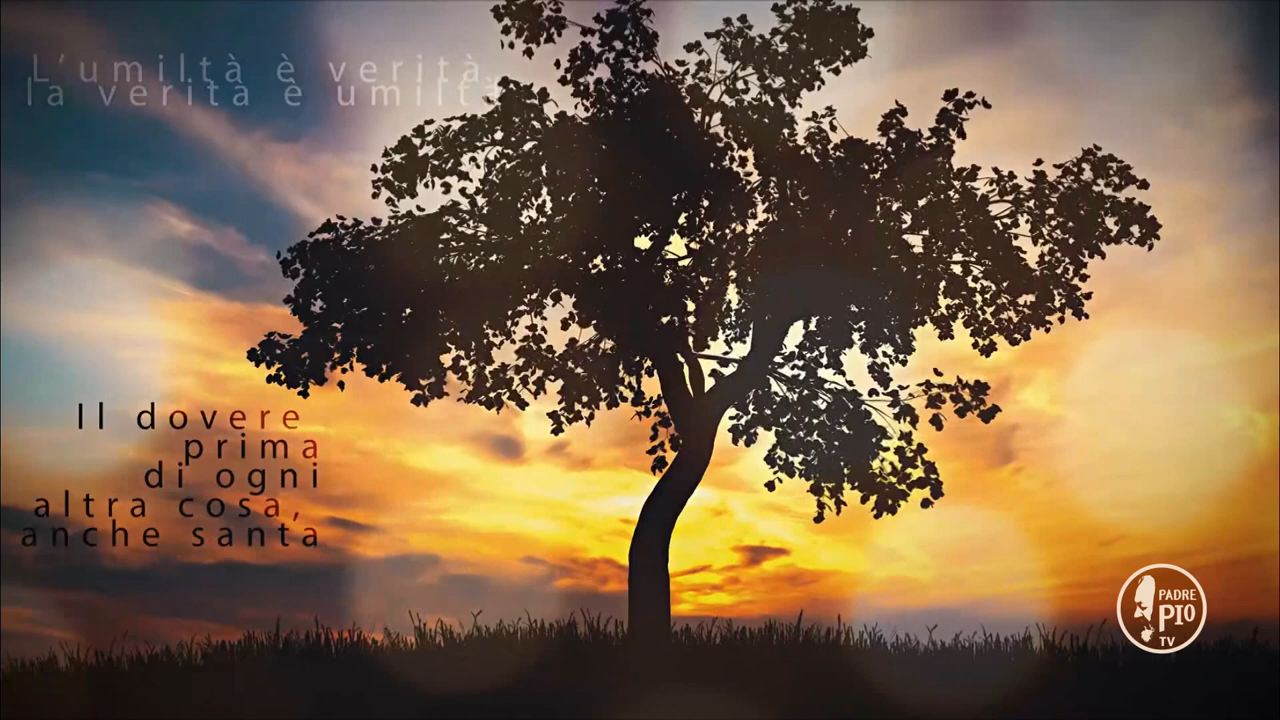 L'umiltà è verità,
la verità è umiltà
Il dovere
prima
di ogni
altra cosa,
anche santa
PADRE
PIO
TV